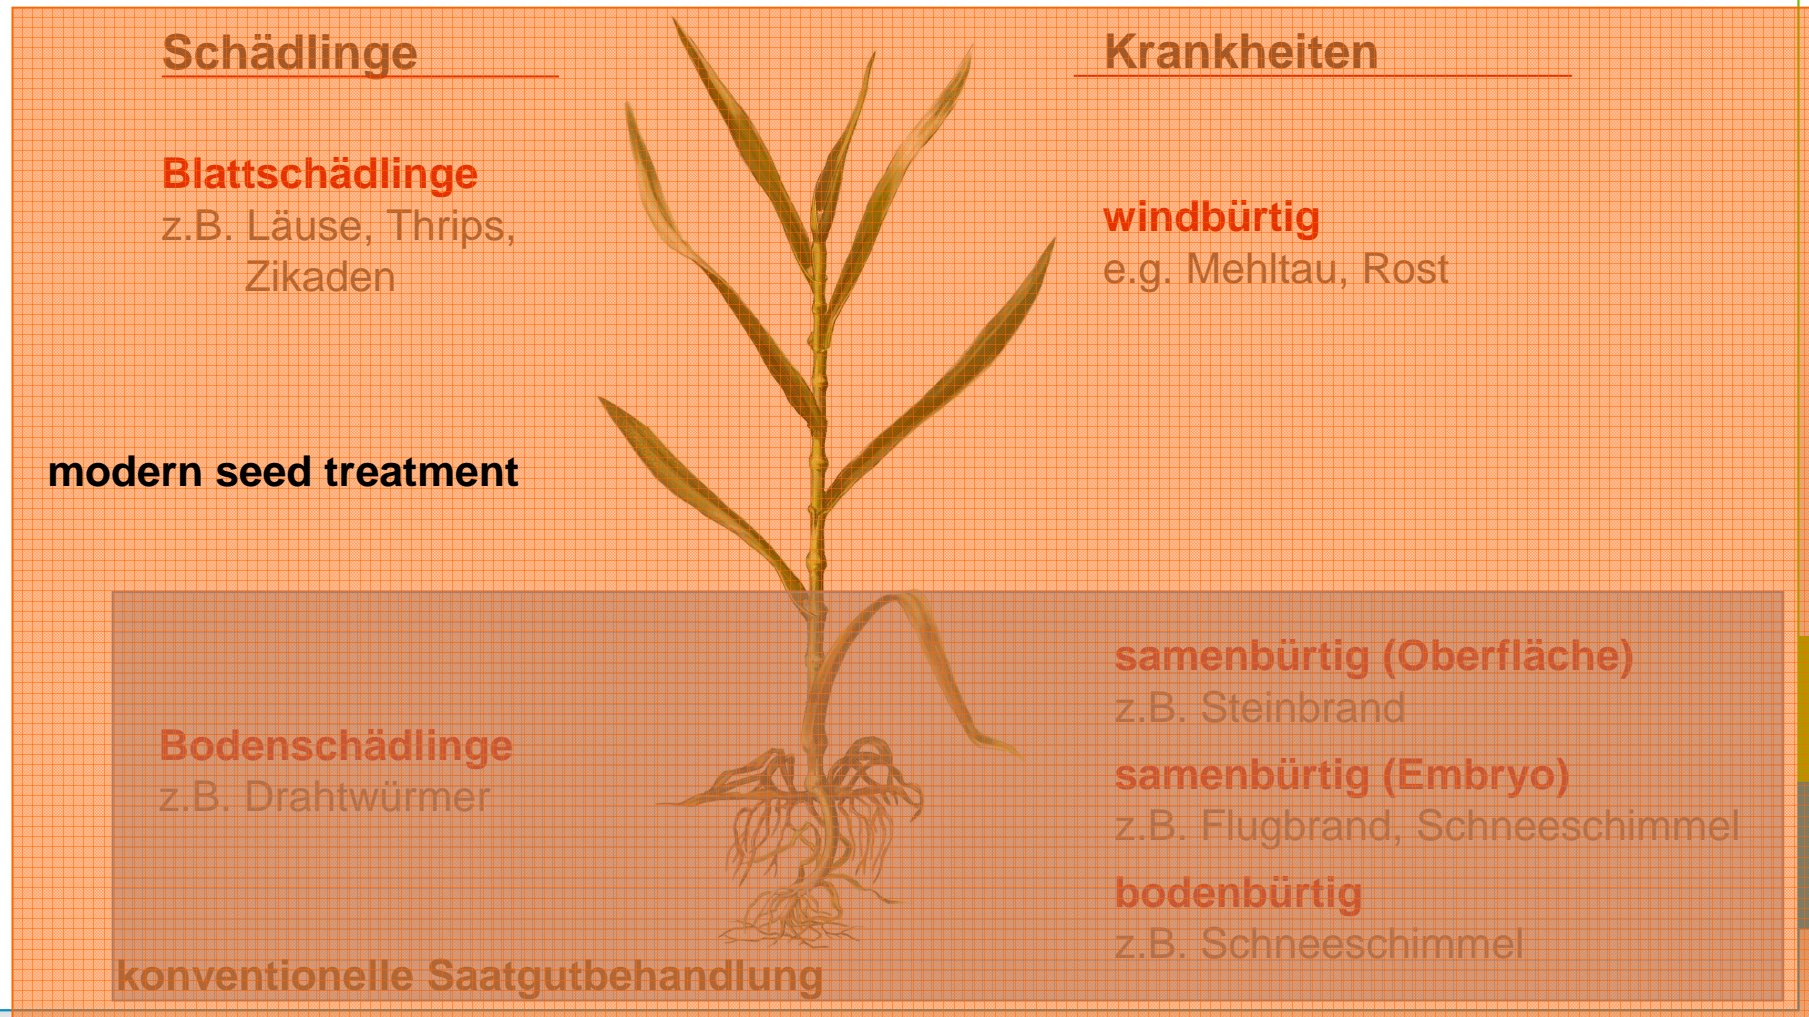 Schädlinge
Krankheiten
Blattschädlinge
z.B. Läuse, Thrips,
Zikaden
windbürtig
e.g. Mehltau, Rost
modern seed treatment
Bodenschädlinge
z.B. Drahtwürmer
samenbürtig (Oberfläche)
z.B. Steinbrand
samenbürtig (Embryo)
z.B. Flugbrand, Schneeschimmel
bodenbürtig
z.B. Schneeschimmel
konventionelle Saatgutbehandlung